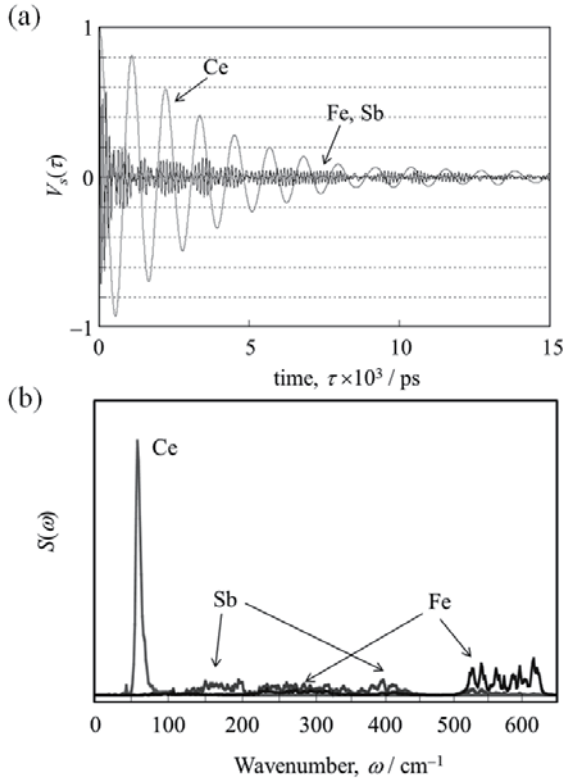 (a)
1
Ce
Fe, Sb
V_s(τ)
0
−1
0 5 10 15
time, τ ×10³ / ps
(b)
Ce
S(ω)
Sb
Fe
0 100 200 300 400 500 600
Wavenumber, ω / cm⁻¹